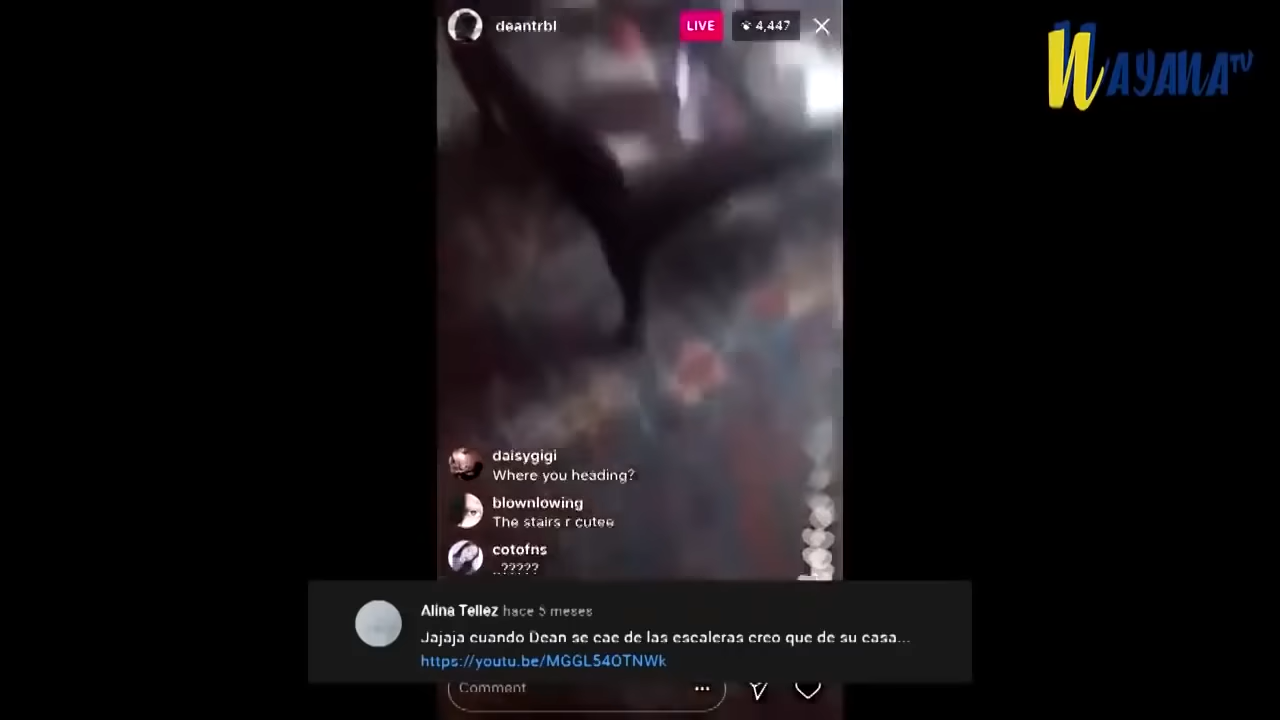 deantrbl
LIVE
4,447
NAYANA TV
daisygigi
Where you heading?
blownlowing
The stairs r cutee
cotofns
..?????
Alina Tellez hace 5 meses
Jajaja cuando Dean se cae de las escaleras creo que de su casa...
https://youtu.be/MGGL54OTNWk
Comment